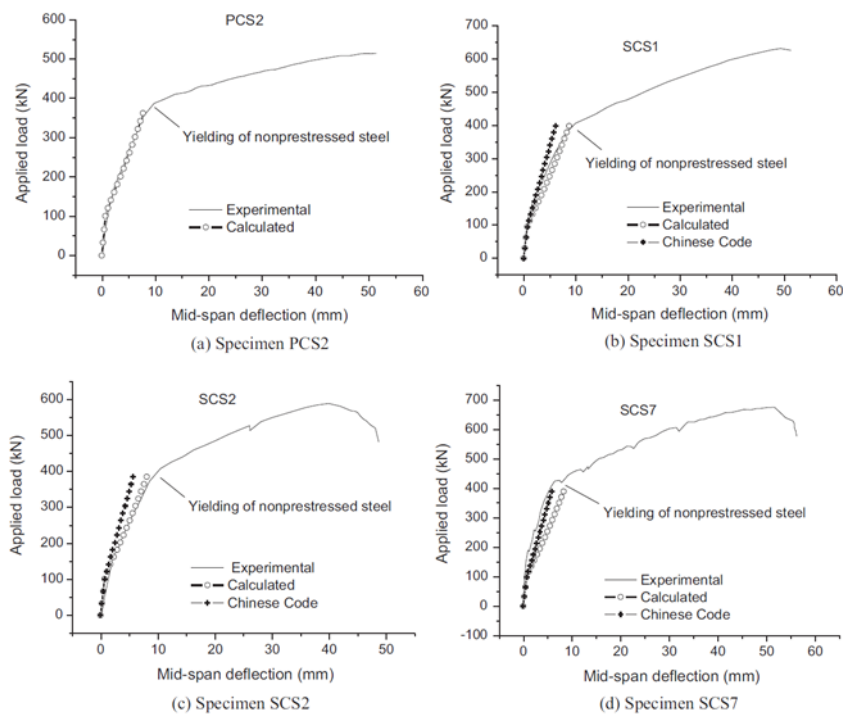 PCS2
600
500
400
300
200
100
0
Applied load (kN)
Yielding of nonprestressed steel
Experimental
Calculated
0 10 20 30 40 50 60
Mid-span deflection (mm)
(a) Specimen PCS2
SCS1
700
600
500
400
300
200
100
0
Applied load (kN)
Yielding of nonprestressed steel
Experimental
Calculated
Chinese Code
0 10 20 30 40 50 60
Mid-span deflection (mm)
(b) Specimen SCS1
SCS2
600
500
400
300
200
100
0
Applied load (kN)
Yielding of nonprestressed steel
Experimental
Calculated
Chinese Code
0 10 20 30 40 50
Mid-span deflection (mm)
(c) Specimen SCS2
SCS7
700
600
500
400
300
200
100
0
-100
Applied load (kN)
Yielding of nonprestressed steel
Experimental
Calculated
Chinese Code
0 10 20 30 40 50 60
Mid-span deflection (mm)
(d) Specimen SCS7